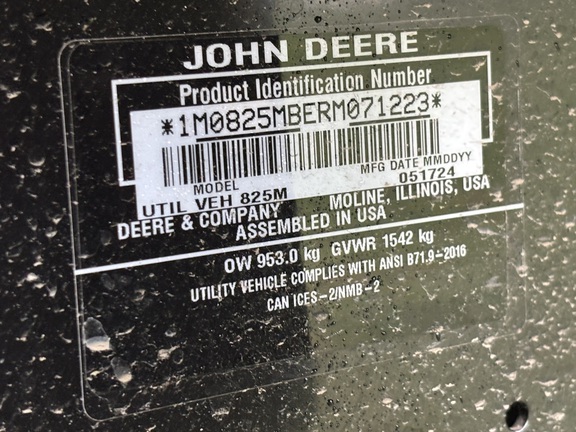 JOHN DEERE
Product Identification Number
*1M0825MBERM071223*
MFG DATE MMDDYY
MODEL 051724
UTIL VEH 825M
DEERE & COMPANY MOLINE, ILLINOIS, USA
ASSEMBLED IN USA
OW 953.0 kg GVWR 1542 kg
UTILITY VEHICLE COMPLIES WITH ANSI B71.9-2016
CAN ICES-2/NMB-2